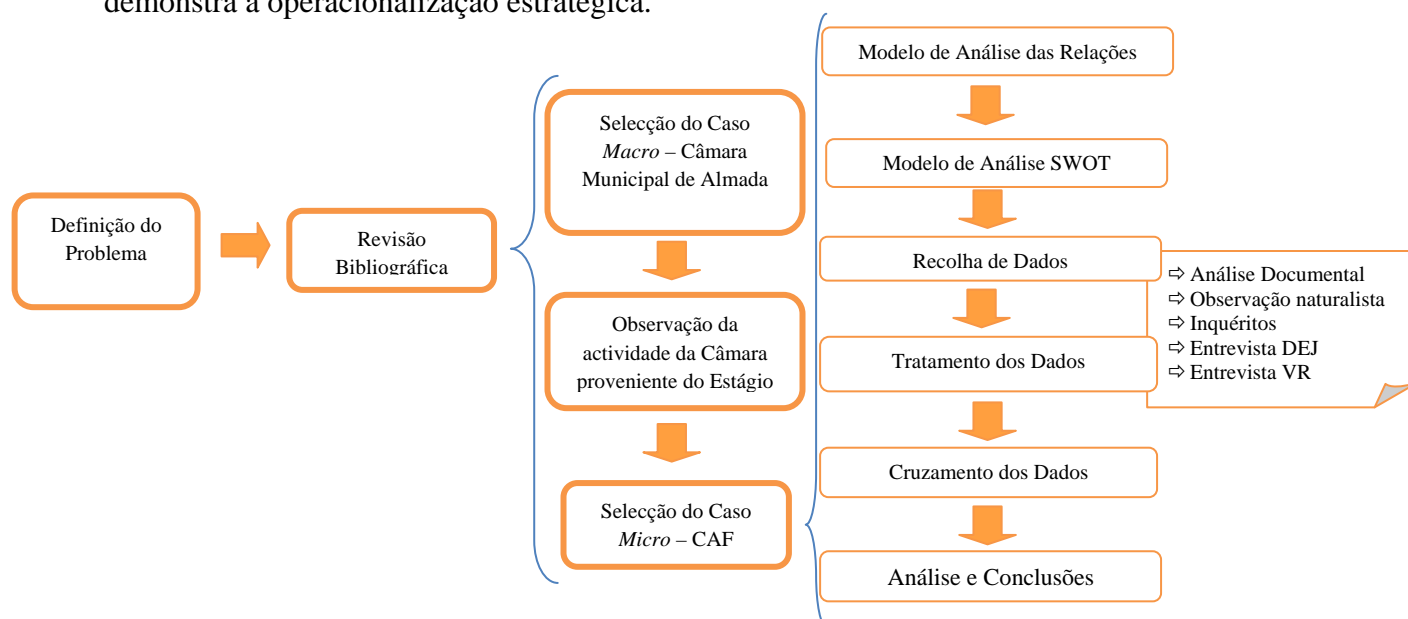 demonstra a operacionalização estratégica.
Definição do
Problema
Revisão
Bibliográfica
Selecção do Caso
Macro – Câmara
Municipal de Almada
Observação da
actividade da Câmara
proveniente do Estágio
Selecção do Caso
Micro – CAF
Modelo de Análise das Relações
Modelo de Análise SWOT
Recolha de Dados
Tratamento dos Dados
Cruzamento dos Dados
Análise e Conclusões
⇨ Análise Documental
⇨ Observação naturalista
⇨ Inquéritos
⇨ Entrevista DEJ
⇨ Entrevista VR